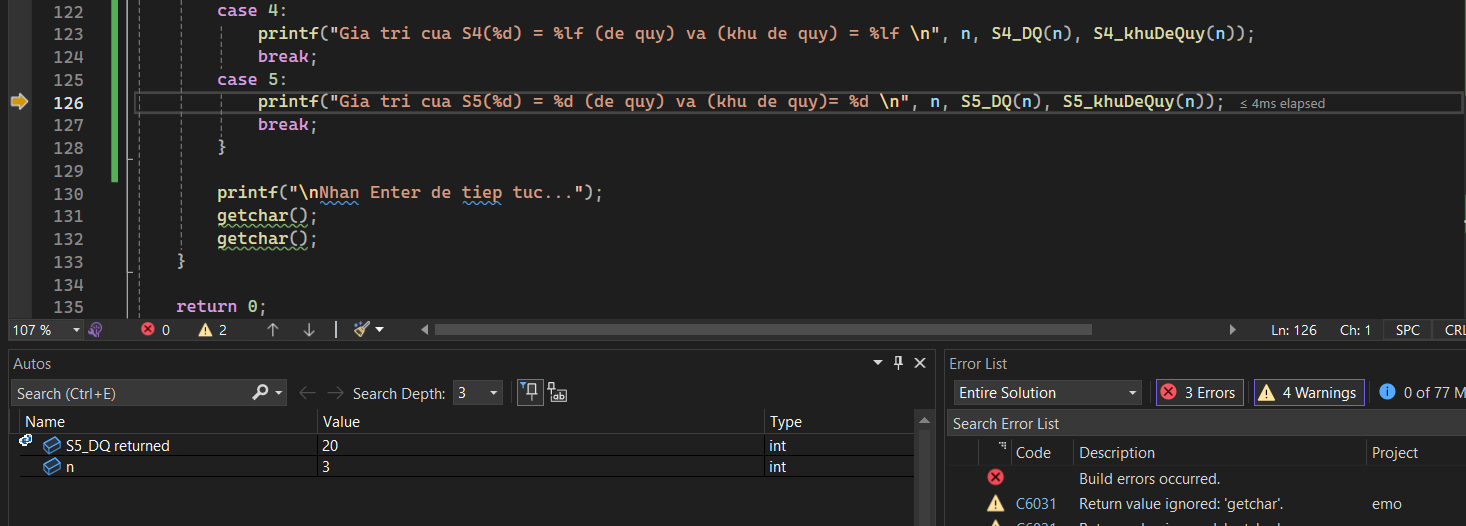 122 case 4:
123 printf("Gia tri cua S4(%d) = %lf (de quy) va (khu de quy) = %lf \n", n, S4_DQ(n), S4_khuDeQuy(n));
124 break;
125 case 5:
126 printf("Gia tri cua S5(%d) = %d (de quy) va (khu de quy)= %d \n", n, S5_DQ(n), S5_khuDeQuy(n)); ≤ 4ms elapsed
127 break;
128 }
129
130 printf("\nNhan Enter de tiep tuc...");
131 getchar();
132 getchar();
133 }
134
135 return 0;
107 % 0 2 Ln: 126 Ch: 1 SPC CRL
Autos
Search (Ctrl+E) Search Depth: 3
Name Value Type
S5_DQ returned 20 int
n 3 int
Error List
Entire Solution 3 Errors 4 Warnings 0 of 77 M
Search Error List
Code Description Project
Build errors occurred.
C6031 Return value ignored: 'getchar'. emo